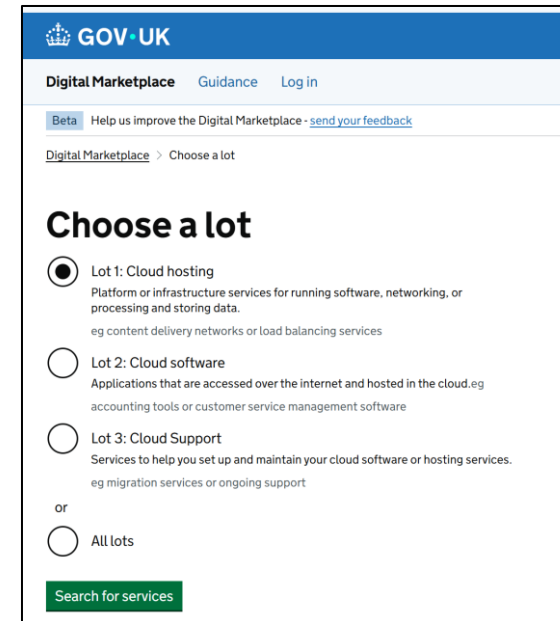 GOV·UK
Digital Marketplace Guidance Log in
Beta Help us improve the Digital Marketplace - send your feedback
Digital Marketplace > Choose a lot
Choose a lot
Lot 1: Cloud hosting
Platform or infrastructure services for running software, networking, or
processing and storing data.
eg content delivery networks or load balancing services
Lot 2: Cloud software
Applications that are accessed over the internet and hosted in the cloud.eg
accounting tools or customer service management software
Lot 3: Cloud Support
Services to help you set up and maintain your cloud software or hosting services.
eg migration services or ongoing support
or
All lots
Search for services